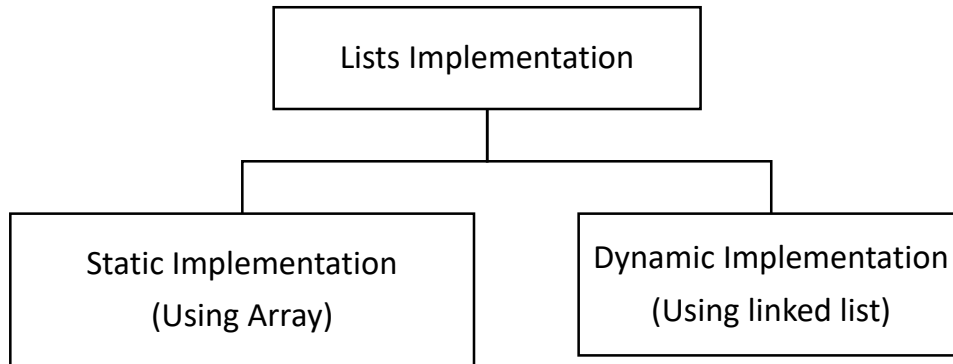 Lists Implementation
Static Implementation
(Using Array)
Dynamic Implementation
(Using linked list)